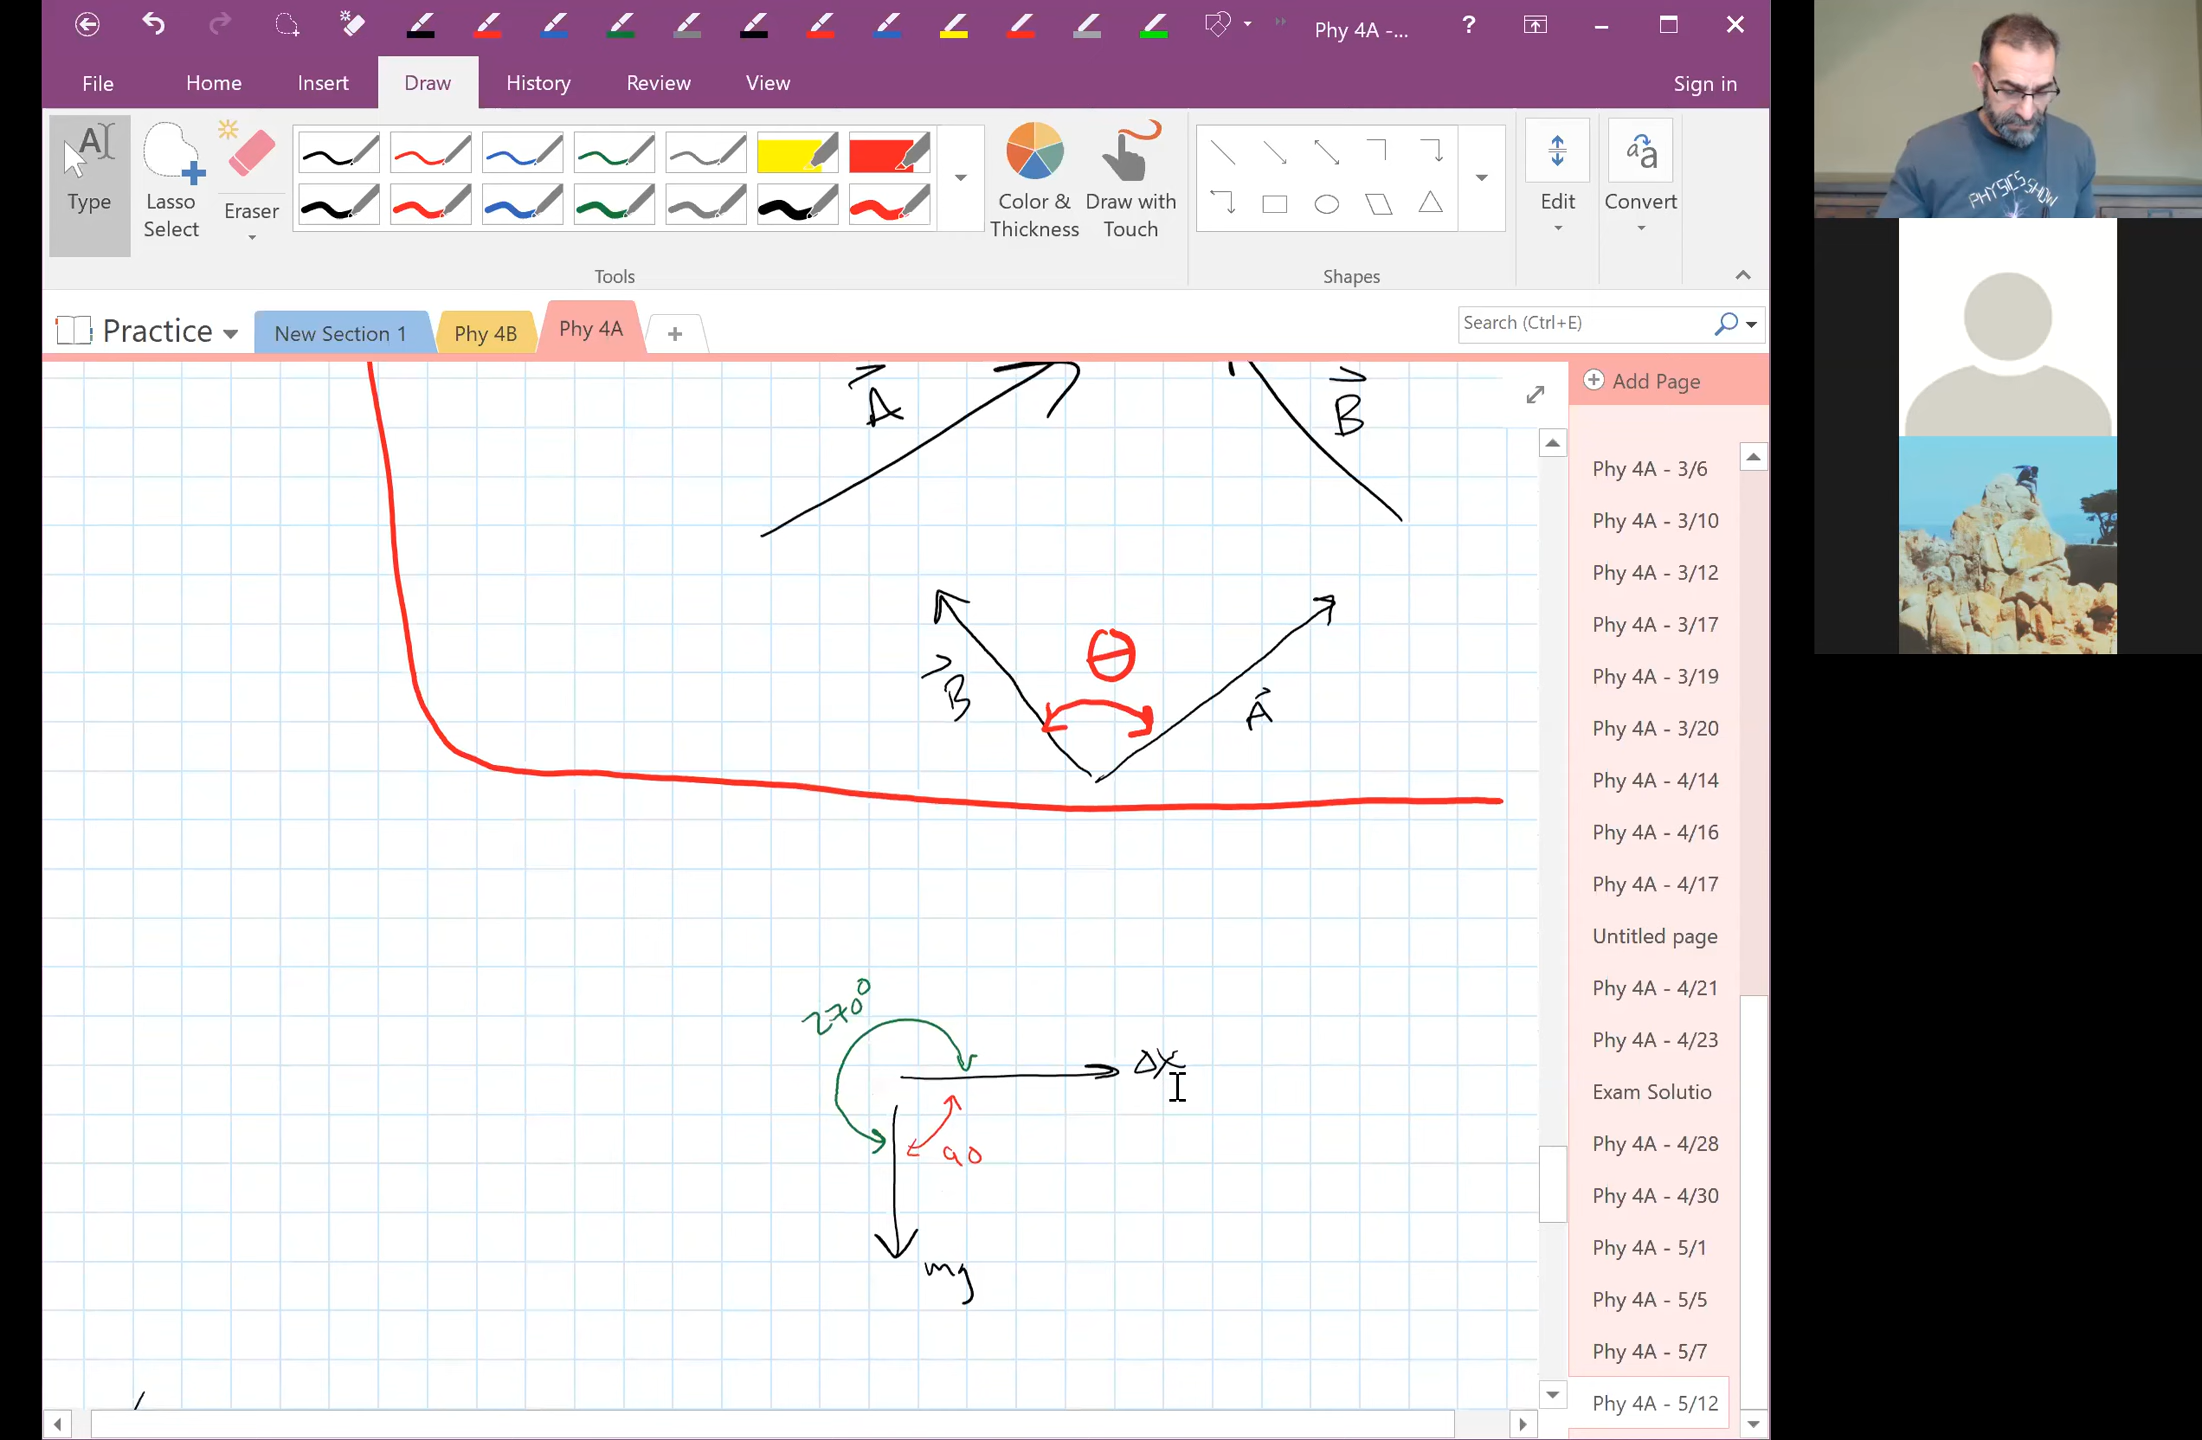 Phy 4A -...
?
File Home Insert Draw History Review View Sign in
Type
Lasso Select
Eraser
Color & Thickness
Draw with Touch
Edit
Convert
Tools
Shapes
Practice New Section 1 Phy 4B Phy 4A + Search (Ctrl+E)
Add Page
Phy 4A - 3/6
Phy 4A - 3/10
Phy 4A - 3/12
Phy 4A - 3/17
Phy 4A - 3/19
Phy 4A - 3/20
Phy 4A - 4/14
Phy 4A - 4/16
Phy 4A - 4/17
Untitled page
Phy 4A - 4/21
Phy 4A - 4/23
Exam Solutio
Phy 4A - 4/28
Phy 4A - 4/30
Phy 4A - 5/1
Phy 4A - 5/5
Phy 4A - 5/7
Phy 4A - 5/12
A⃗ B⃗
θ
B⃗ A⃗
270°
Δx
90
mg
PHYSICS SHOW